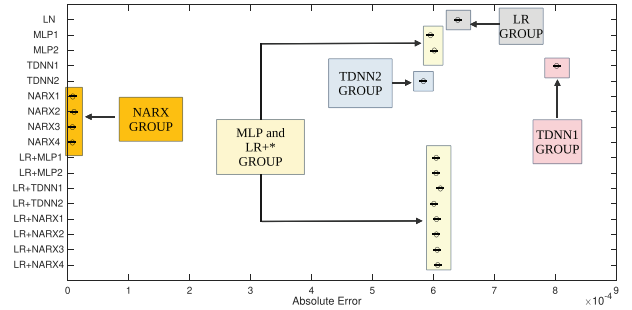 LN
MLP1
MLP2
TDNN1
TDNN2
NARX1
NARX2
NARX3
NARX4
LR+MLP1
LR+MLP2
LR+TDNN1
LR+TDNN2
LR+NARX1
LR+NARX2
LR+NARX3
LR+NARX4
LR
GROUP
TDNN2
GROUP
NARX
GROUP
MLP and
LR+*
GROUP
TDNN1
GROUP
0 1 2 3 4 5 6 7 8 9
Absolute Error
×10⁻⁴